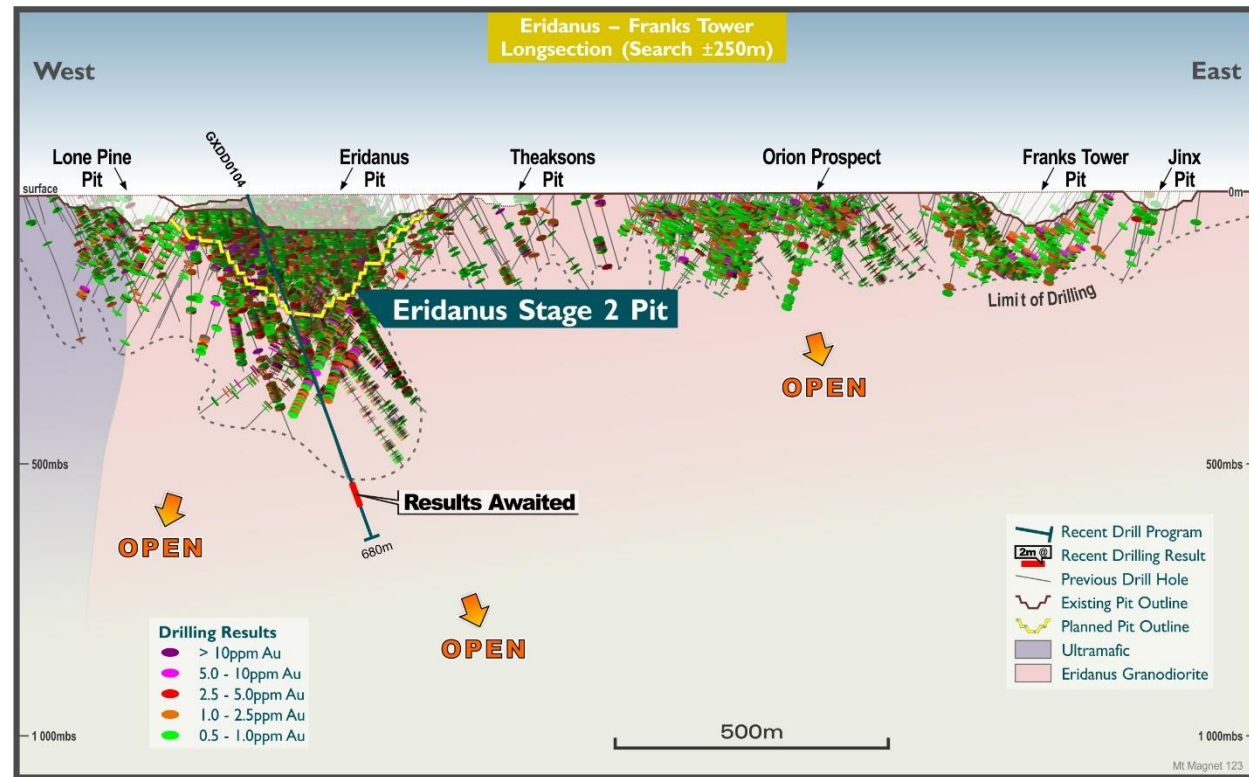 Eridanus – Franks Tower
Longsection (Search ±250m)
West
East
GXDD0104
Lone Pine
Pit
Eridanus
Pit
Theaksons
Pit
Orion Prospect
Franks Tower
Pit
Jinx
Pit
surface
0m
Eridanus Stage 2 Pit
Limit of Drilling
OPEN
500mbs
500mbs
Results Awaited
OPEN
680m
OPEN
Recent Drill Program
2m @
Recent Drilling Result
Previous Drill Hole
Existing Pit Outline
Planned Pit Outline
Ultramafic
Eridanus Granodiorite
Drilling Results
> 10ppm Au
5.0 - 10ppm Au
2.5 - 5.0ppm Au
1.0 - 2.5ppm Au
0.5 - 1.0ppm Au
500m
1 000mbs
1 000mbs
Mt Magnet 123